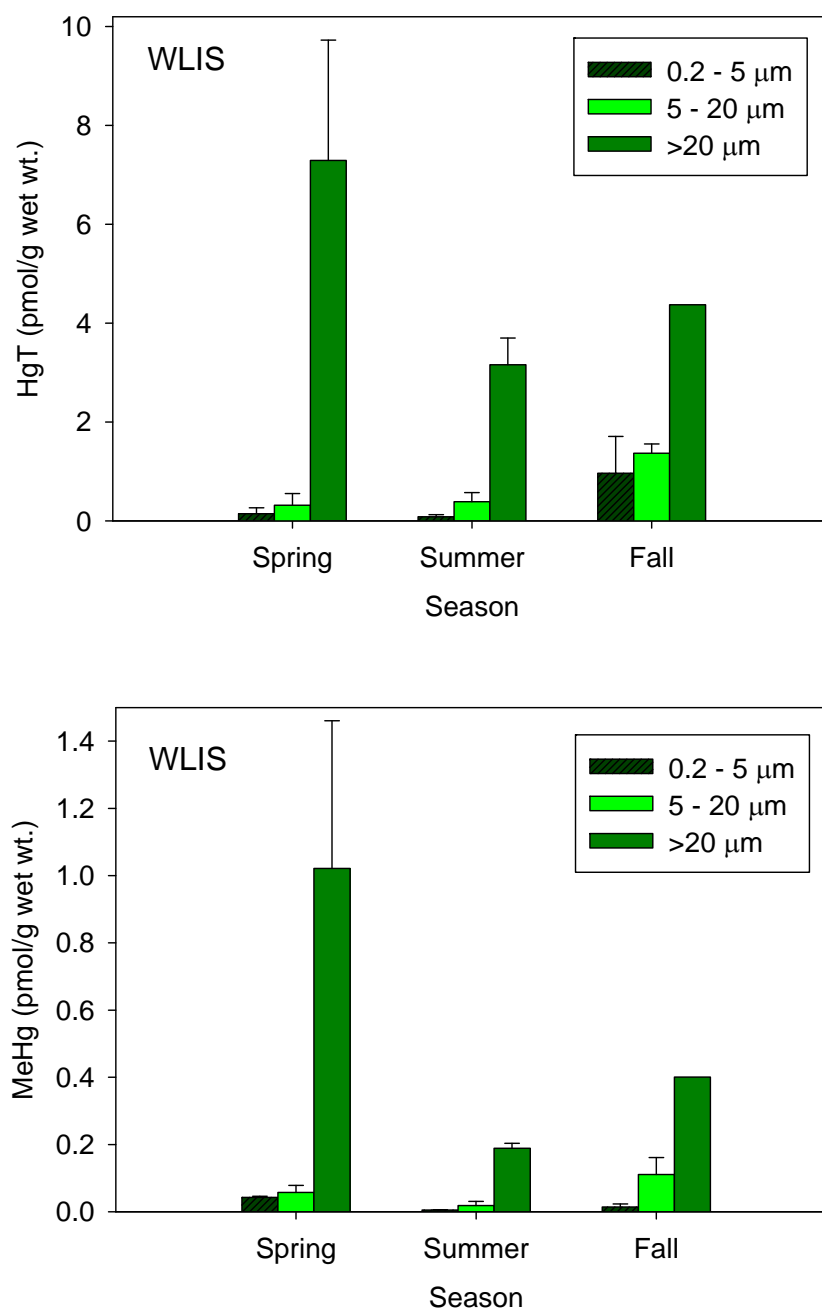 WLIS
0.2 - 5 μm
5 - 20 μm
>20 μm
HgT (pmol/g wet wt.)
10
8
6
4
2
0
Spring Summer Fall
Season
WLIS
0.2 - 5 μm
5 - 20 μm
>20 μm
MeHg (pmol/g wet wt.)
1.4
1.2
1.0
0.8
0.6
0.4
0.2
0.0
Spring Summer Fall
Season